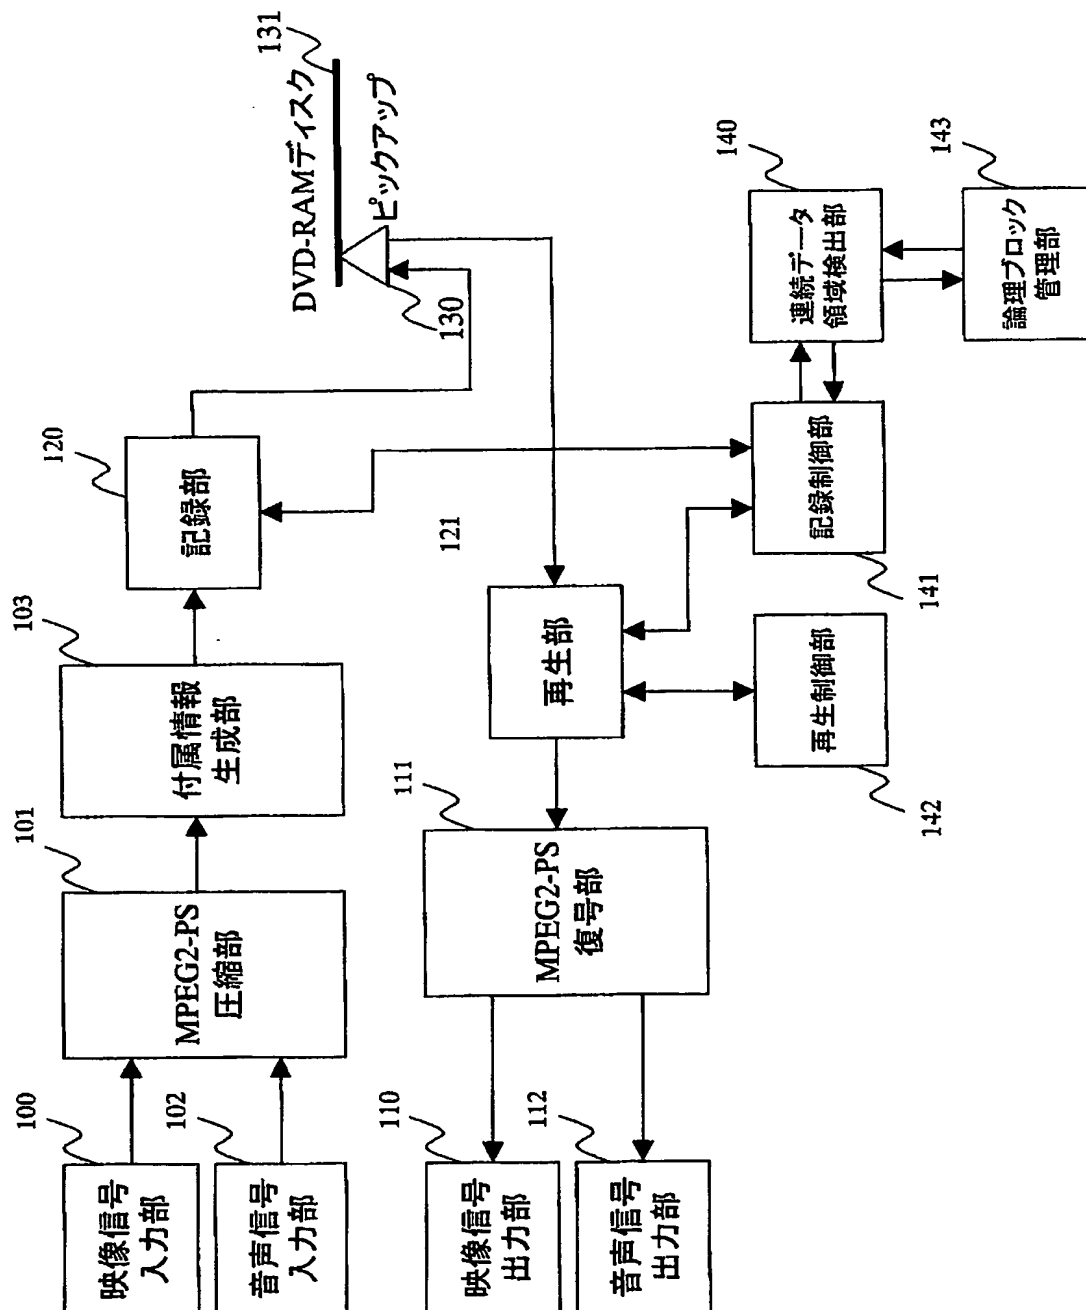 100
映像信号
入力部
102
音声信号
入力部
101
MPEG2-PS
圧縮部
103
付属情報
生成部
120
記録部
DVD-RAMディスク
131
ピックアップ
130
110
映像信号
出力部
112
音声信号
出力部
111
MPEG2-PS
復号部
121
再生部
再生制御部
142
記録制御部
141
140
連続データ
領域検出部
143
論理ブロック
管理部